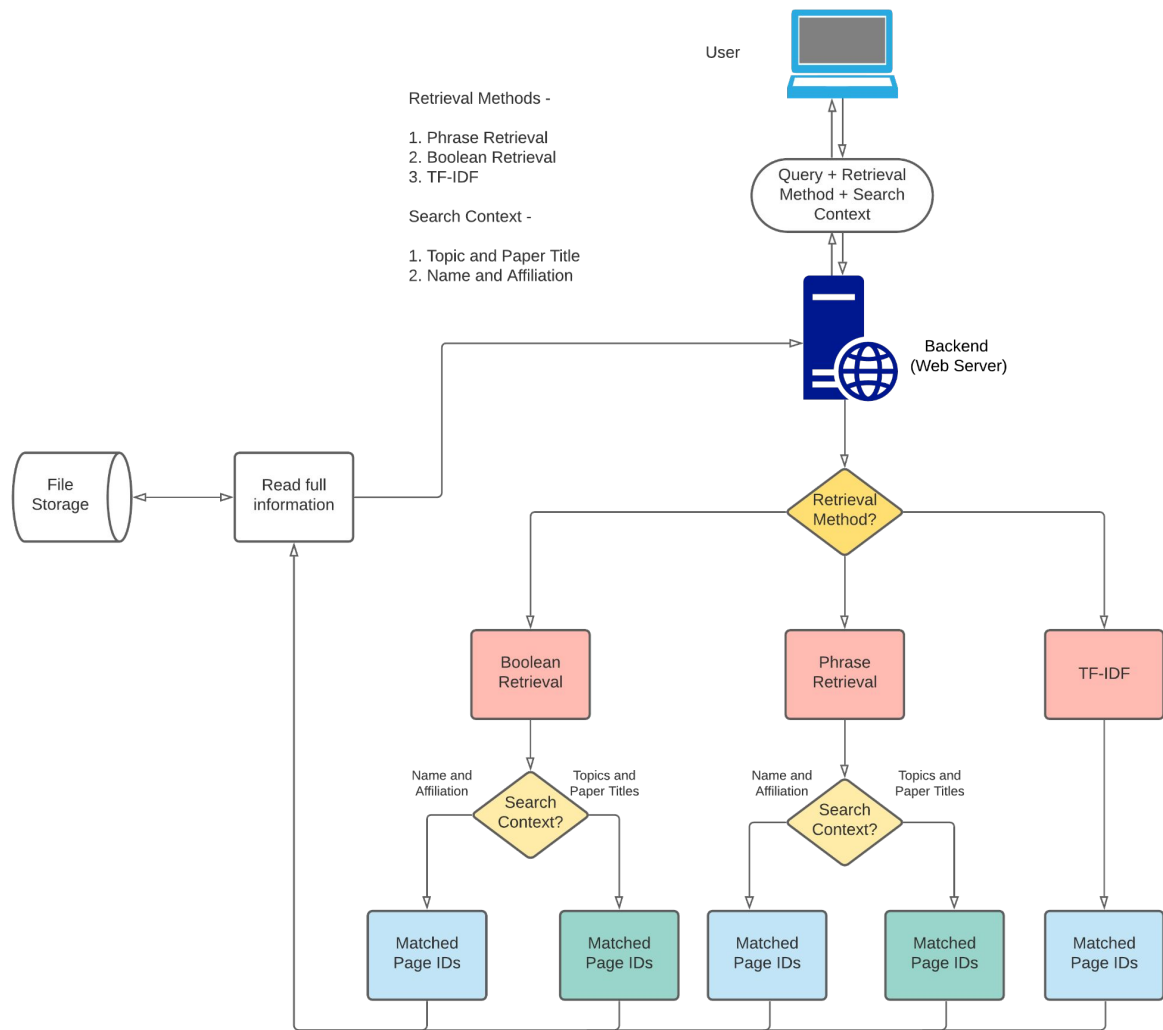 User
Retrieval Methods -
1. Phrase Retrieval
2. Boolean Retrieval
3. TF-IDF
Search Context -
1. Topic and Paper Title
2. Name and Affiliation
Query + Retrieval
Method + Search
Context
Backend
(Web Server)
File
Storage
Read full
information
Retrieval
Method?
Boolean
Retrieval
Phrase
Retrieval
TF-IDF
Name and
Affiliation
Topics and
Paper Titles
Search
Context?
Name and
Affiliation
Topics and
Paper Titles
Search
Context?
Matched
Page IDs
Matched
Page IDs
Matched
Page IDs
Matched
Page IDs
Matched
Page IDs